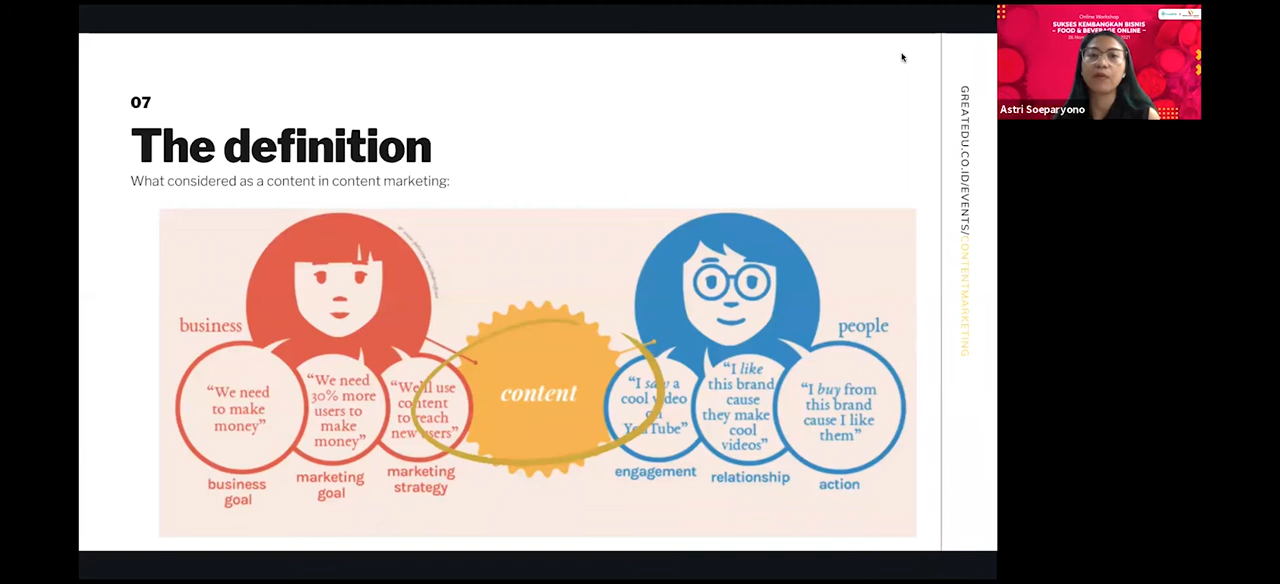 07
The definition
What considered as a content in content marketing:
business
people
“We need
to make
money”
“We need
30% more
users to
make
money”
“We'll use
content
to reach
new users”
content
“I saw a
cool video
on
YouTube”
“I like
this brand
cause
they make
cool
videos”
“I buy from
this brand
cause I like
them”
business
goal
marketing
goal
marketing
strategy
engagement
relationship
action
GREATEDU.CO.ID/EVENTS/CONTENTMARKETING
Online Workshop
SUKSES KEMBANGKAN BISNIS
– FOOD & BEVERAGE ONLINE –
2021
Astri Soeparyono